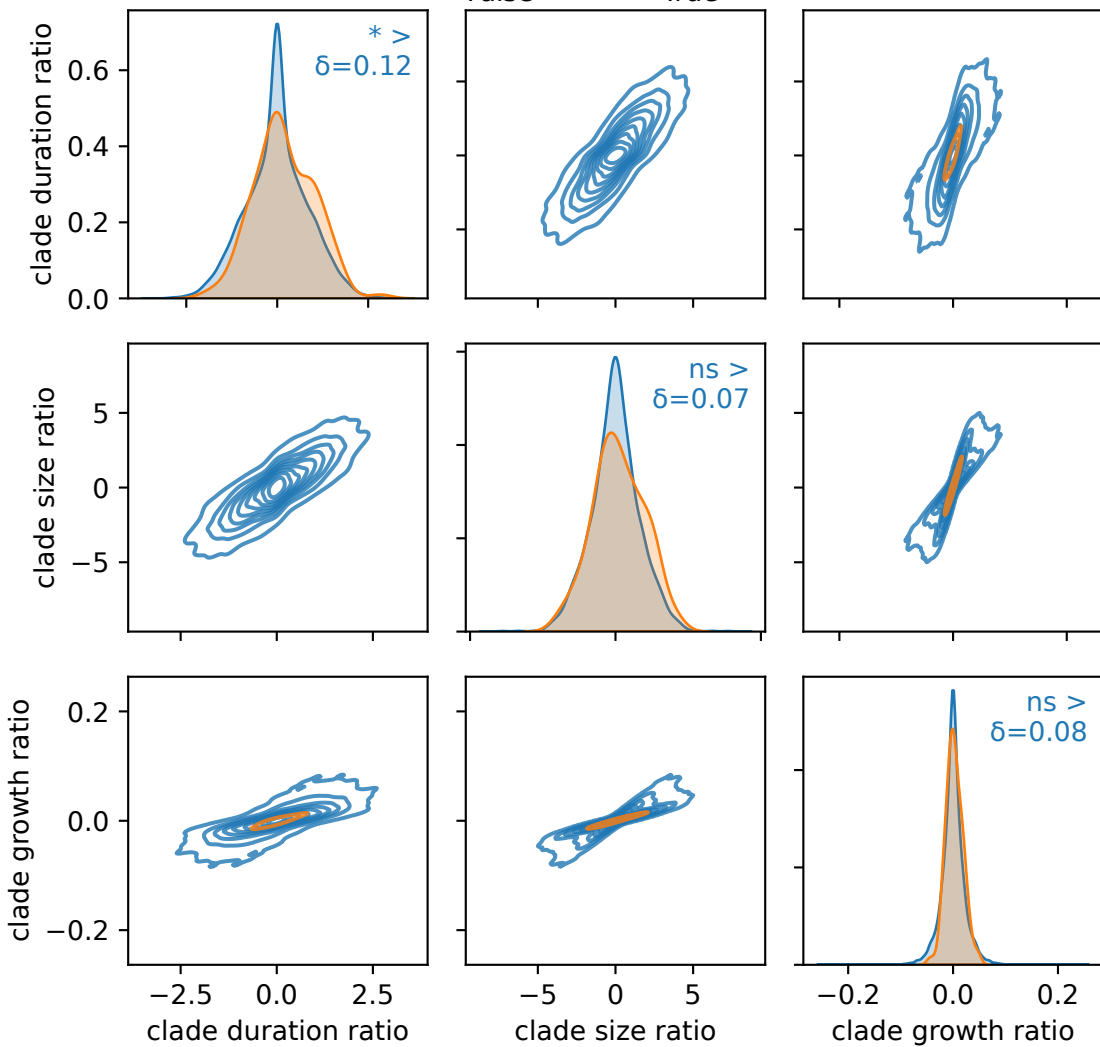 clade duration ratio
0.6
0.4
0.2
0.0
* >
δ=0.12
clade size ratio
5
0
−5
ns >
δ=0.07
clade growth ratio
0.2
0.0
−0.2
ns >
δ=0.08
−2.5 0.0 2.5
−5 0 5
−0.2 0.0 0.2
clade duration ratio
clade size ratio
clade growth ratio